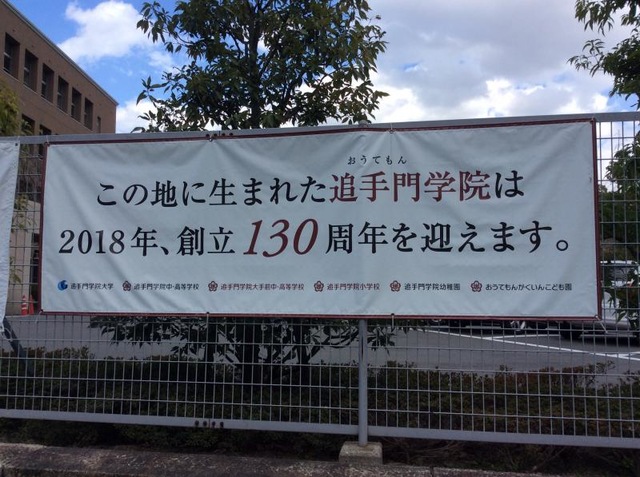 おうてもん
この地に生まれた追手門学院は
2018年、創立130周年を迎えます。
追手門学院大学 追手門学院中・高等学校 追手門学院大手前中・高等学校 追手門学院小学校 追手門学院幼稚園 おうてもんがくいんこども園